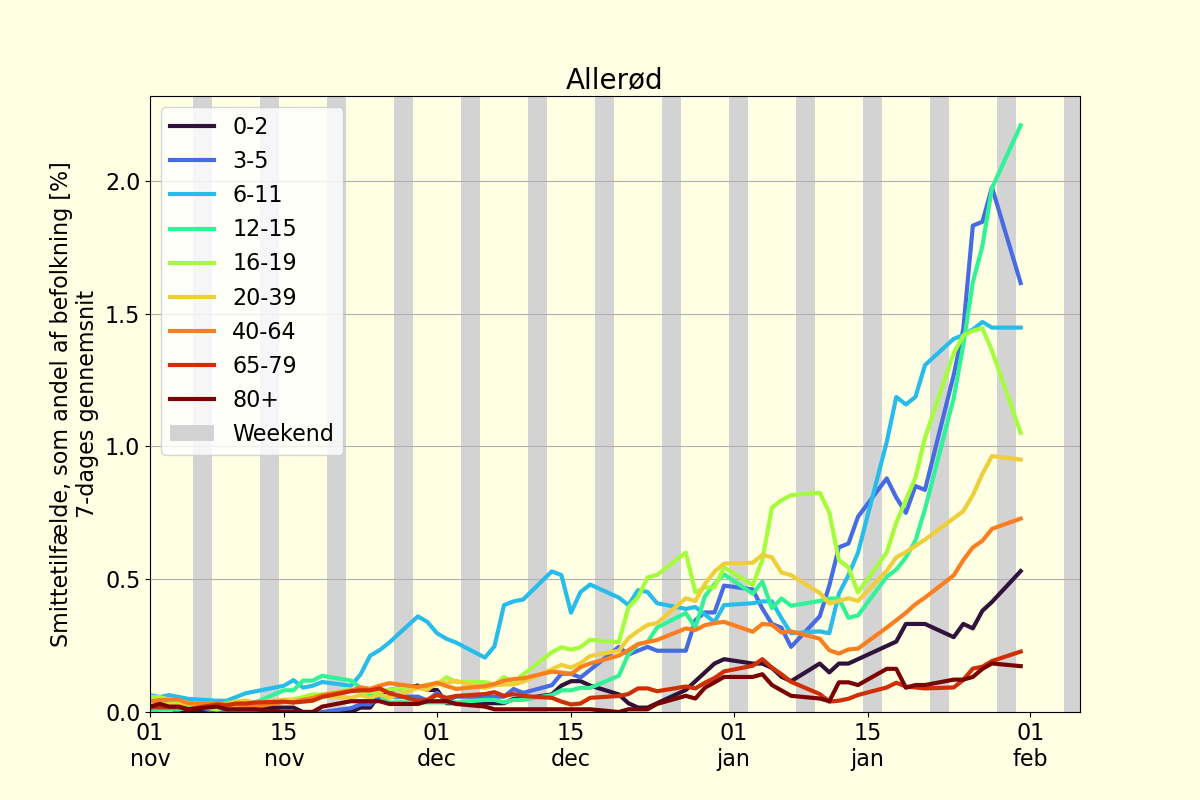 Allerød
Smittetilfælde, som andel af befolkning [%]
7-dages gennemsnit
2.0
1.5
1.0
0.5
0.0
0-2
3-5
6-11
12-15
16-19
20-39
40-64
65-79
80+
Weekend
01 15 01 15 01 15 01
nov nov dec dec jan jan feb